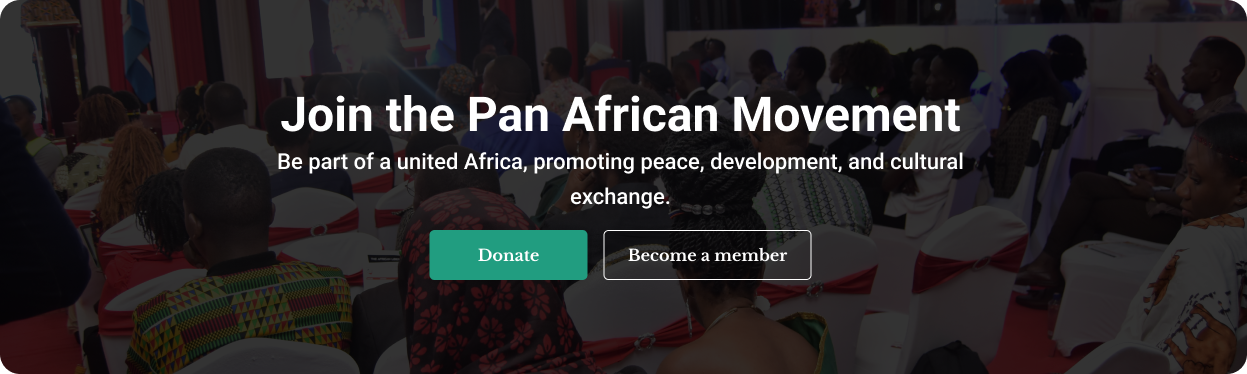 Join the Pan African Movement
Be part of a united Africa, promoting peace, development, and cultural
exchange.
Donate
Become a member